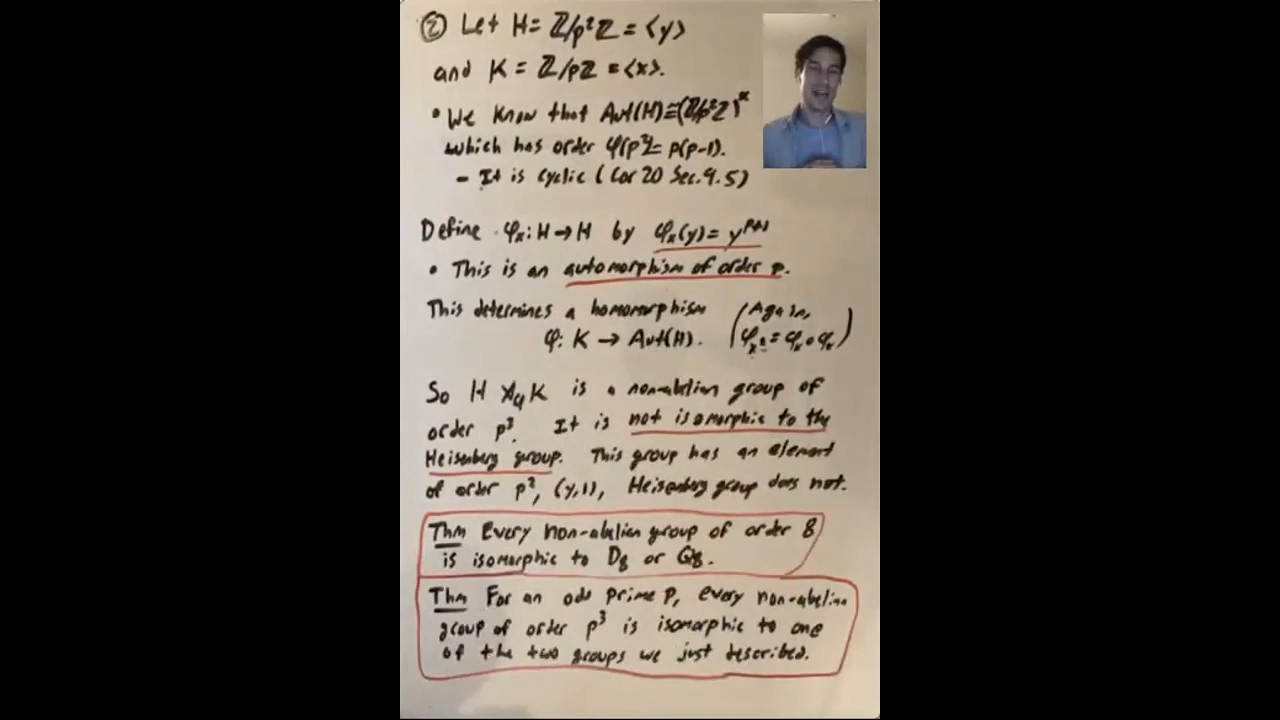 ② Let H = ℤ/p²ℤ = ⟨y⟩
and K = ℤ/pℤ = ⟨x⟩.
• We know that Aut(H) ≅ (ℤ/p²ℤ)^×
which has order φ(p²) = p(p-1).
- It is cyclic (Cor 20 Sec. 9.5)
Define φₓ: H → H by φₓ(y) = y^{p+1}
• This is an automorphism of order p.
This determines a homomorphism (Again,
φ: K → Aut(H). φ_{x²} = φₓ∘φₓ)
So H ⋊_φ K is a non-abelian group of
order p³. It is not isomorphic to the
Heisenberg group. This group has an element
of order p², (y,1), Heisenberg group does not.
Thm Every non-abelian group of order 8
is isomorphic to D₈ or Q₈.
Thm For an odd prime p, every non-abelian
group of order p³ is isomorphic to one
of the two groups we just described.